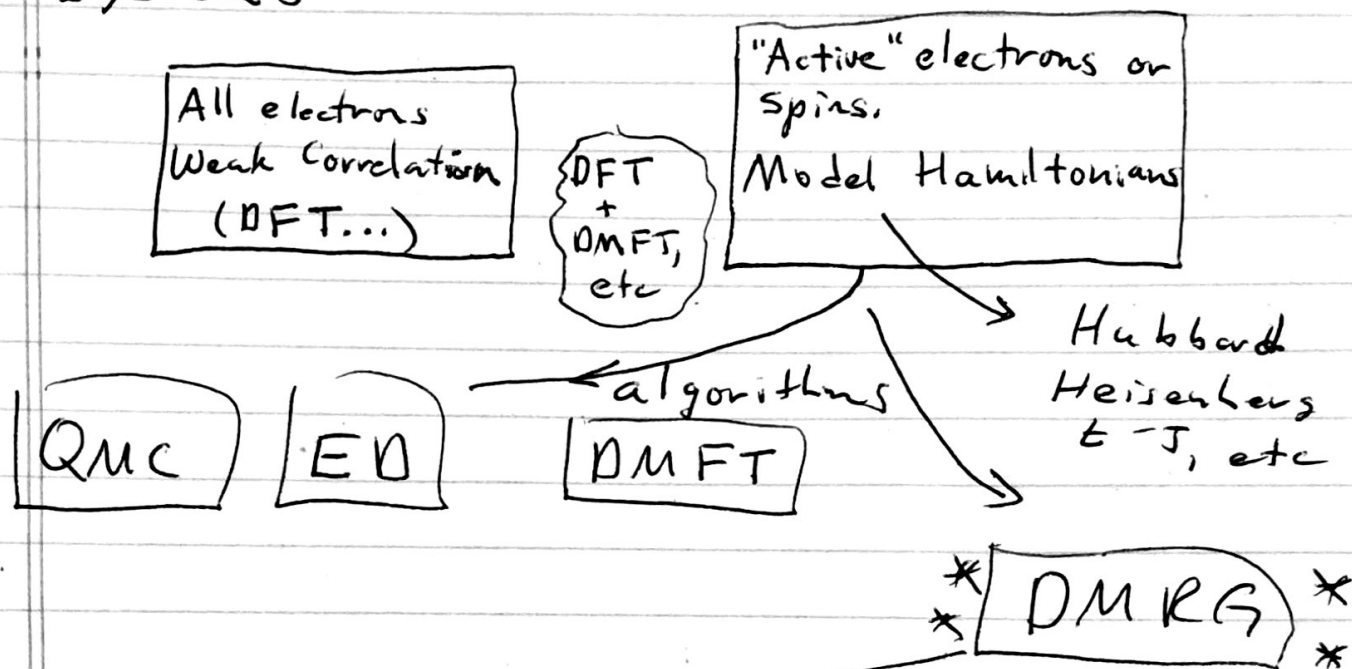 All electrons
Weak Correlation
(DFT...)
DFT
+
DMFT,
etc
"Active" electrons or
spins.
Model Hamiltonians
Hubbard
Heisenberg
t-J, etc
algorithms
QMC
ED
DMFT
* DMRG *
* *